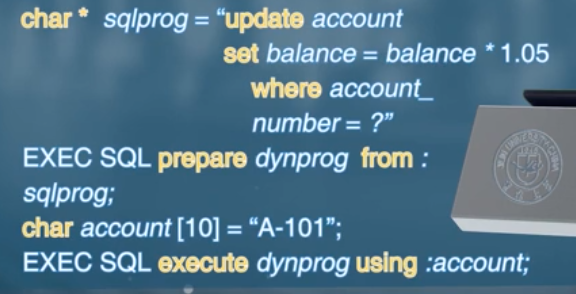 char * sqlprog = “update account
set balance = balance * 1.05
where account_
number = ?”
EXEC SQL prepare dynprog from :
sqlprog;
char account [10] = “A-101”;
EXEC SQL execute dynprog using :account;